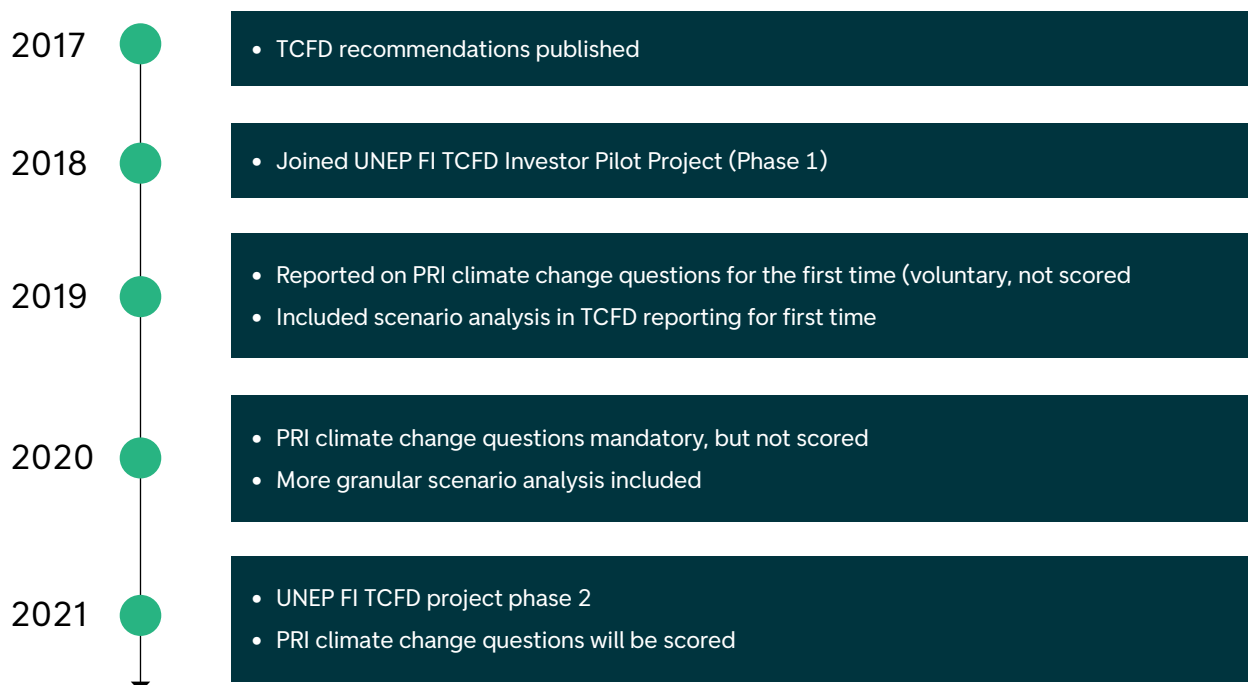 2017
• TCFD recommendations published
2018
• Joined UNEP FI TCFD Investor Pilot Project (Phase 1)
2019
• Reported on PRI climate change questions for the first time (voluntary, not scored
• Included scenario analysis in TCFD reporting for first time
2020
• PRI climate change questions mandatory, but not scored
• More granular scenario analysis included
2021
• UNEP FI TCFD project phase 2
• PRI climate change questions will be scored